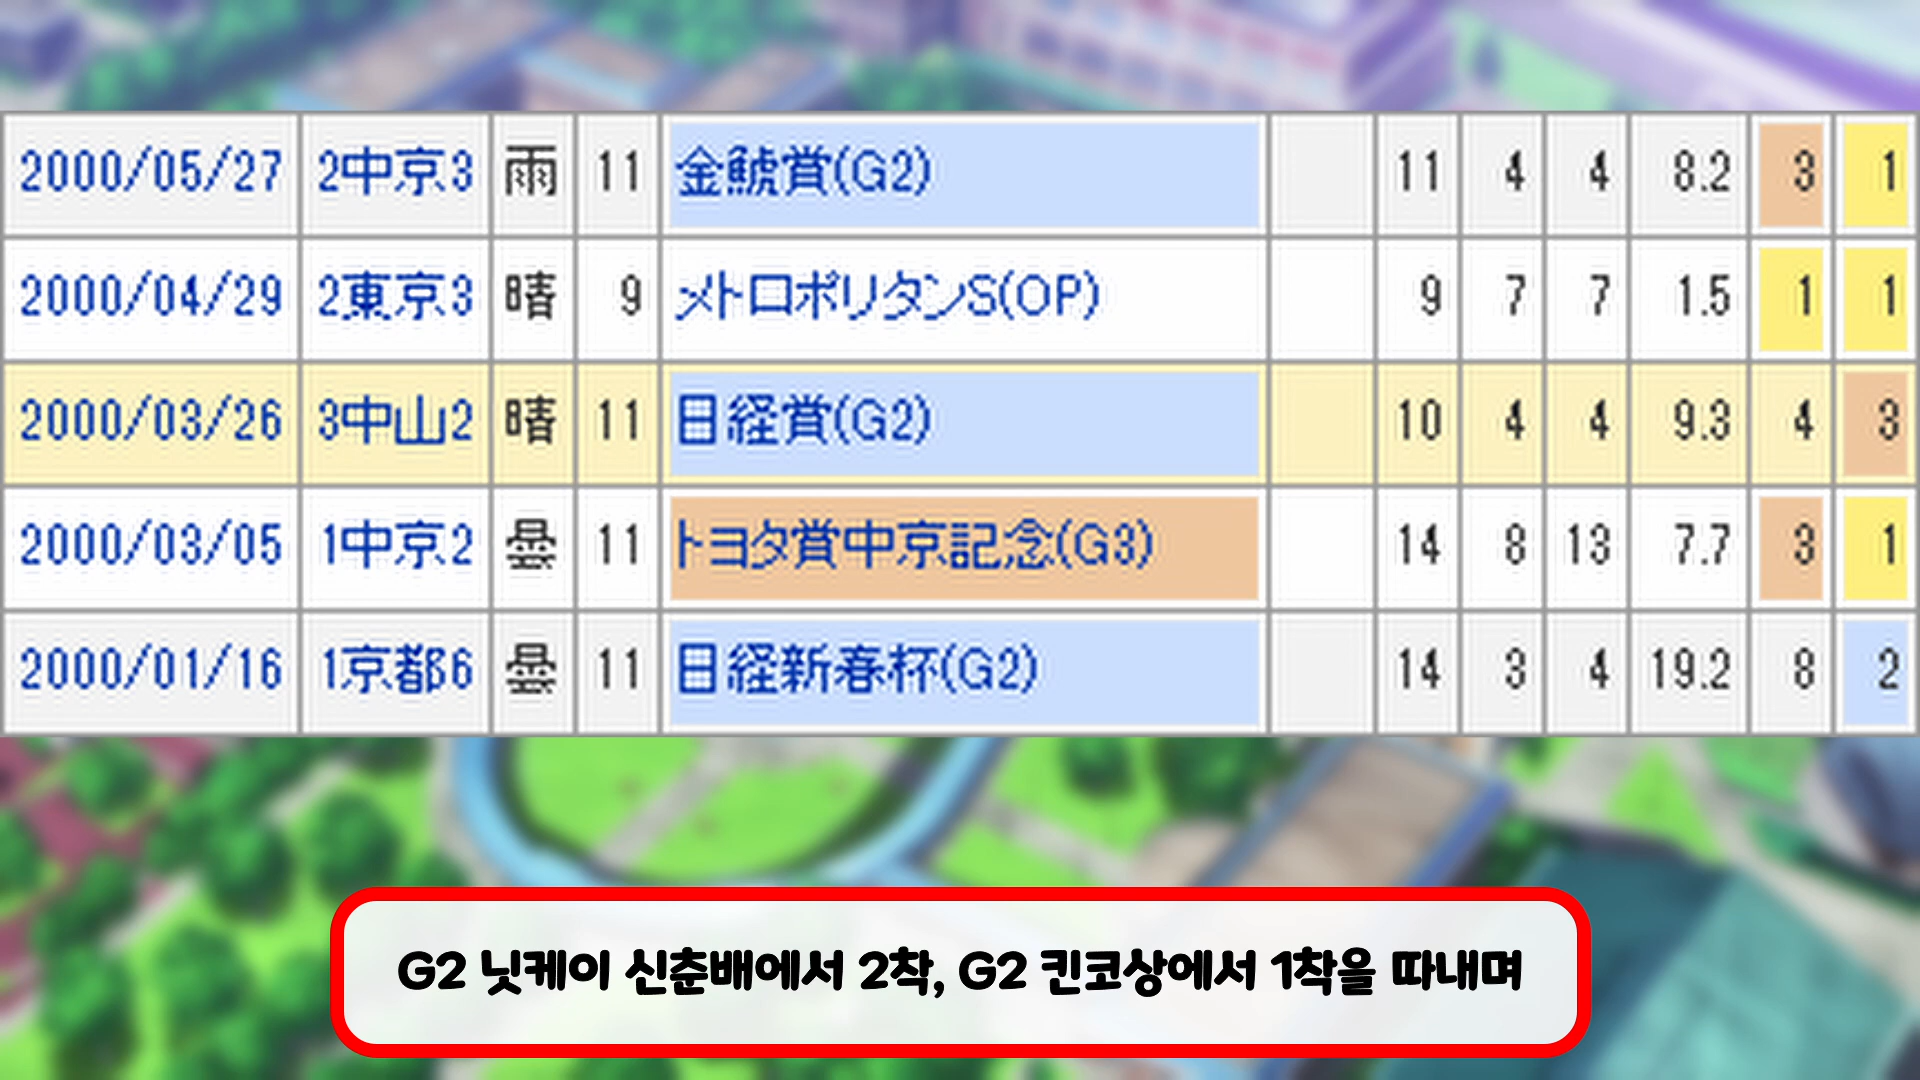 2000/05/27 2中京3 雨 11 金鯱賞(G2) 11 4 4 8.2 3 1
2000/04/29 2東京3 晴 9 メトロポリタンS(OP) 9 7 7 1.5 1 1
2000/03/26 3中山2 晴 11 日経賞(G2) 10 4 4 9.3 4 3
2000/03/05 1中京2 曇 11 トヨタ賞中京記念(G3) 14 8 13 7.7 3 1
2000/01/16 1京都6 曇 11 日経新春杯(G2) 14 3 4 19.2 8 2
G2 닛케이 신춘배에서 2착, G2 킨코상에서 1착을 따내며